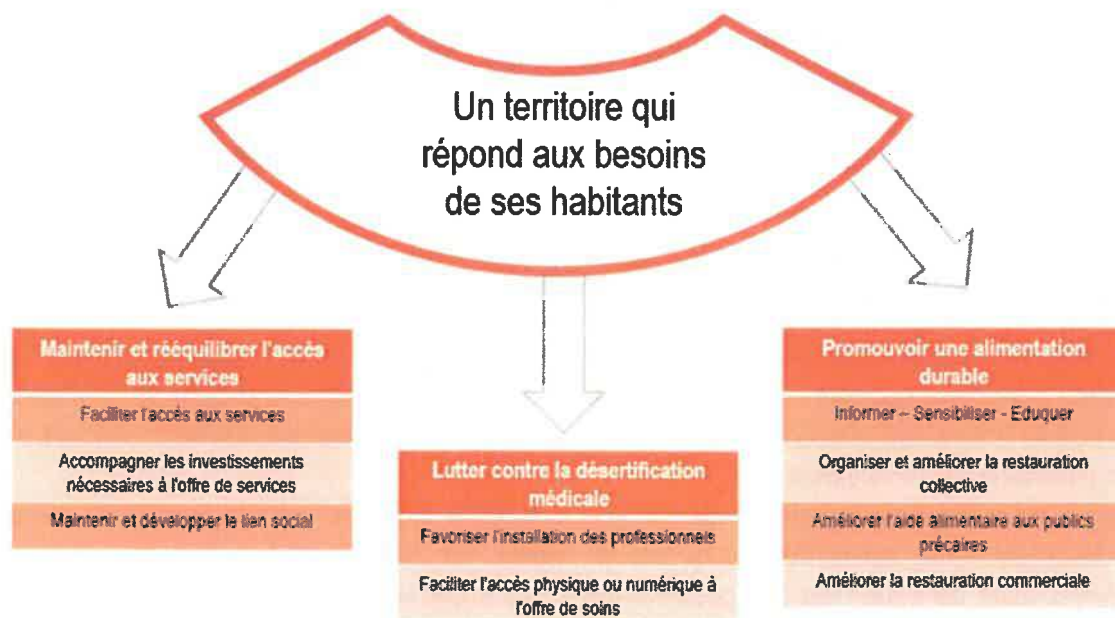 Un territoire qui
répond aux besoins
de ses habitants
Maintenir et rééquilibrer l'accès
aux services
Faciliter l'accès aux services
Accompagner les investissements
nécessaires à l'offre de services
Maintenir et développer le lien social
Lutter contre la désertification
médicale
Favoriser l'installation des professionnels
Faciliter l'accès physique ou numérique à
l'offre de soins
Promouvoir une alimentation
durable
Informer – Sensibiliser - Eduquer
Organiser et améliorer la restauration
collective
Améliorer l'aide alimentaire aux publics
précaires
Améliorer la restauration commerciale